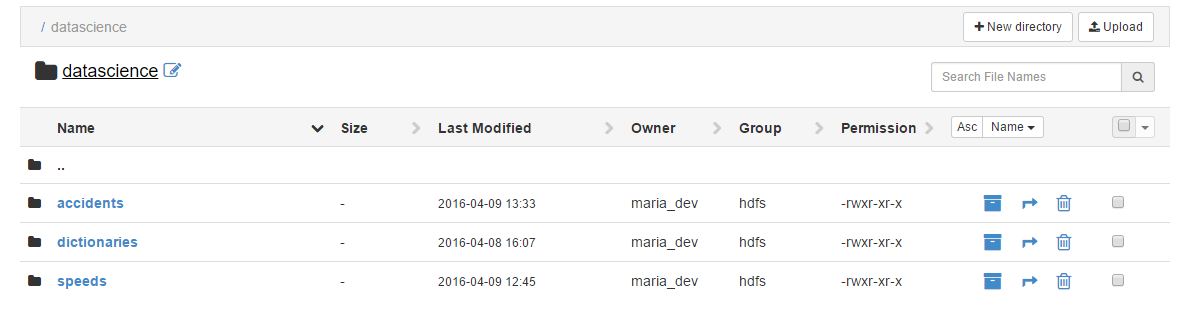 / datascience New directory Upload
datascience Search File Names
Name Size Last Modified Owner Group Permission Asc Name
..
accidents - 2016-04-09 13:33 maria_dev hdfs -rwxr-xr-x
dictionaries - 2016-04-08 16:07 maria_dev hdfs -rwxr-xr-x
speeds - 2016-04-09 12:45 maria_dev hdfs -rwxr-xr-x